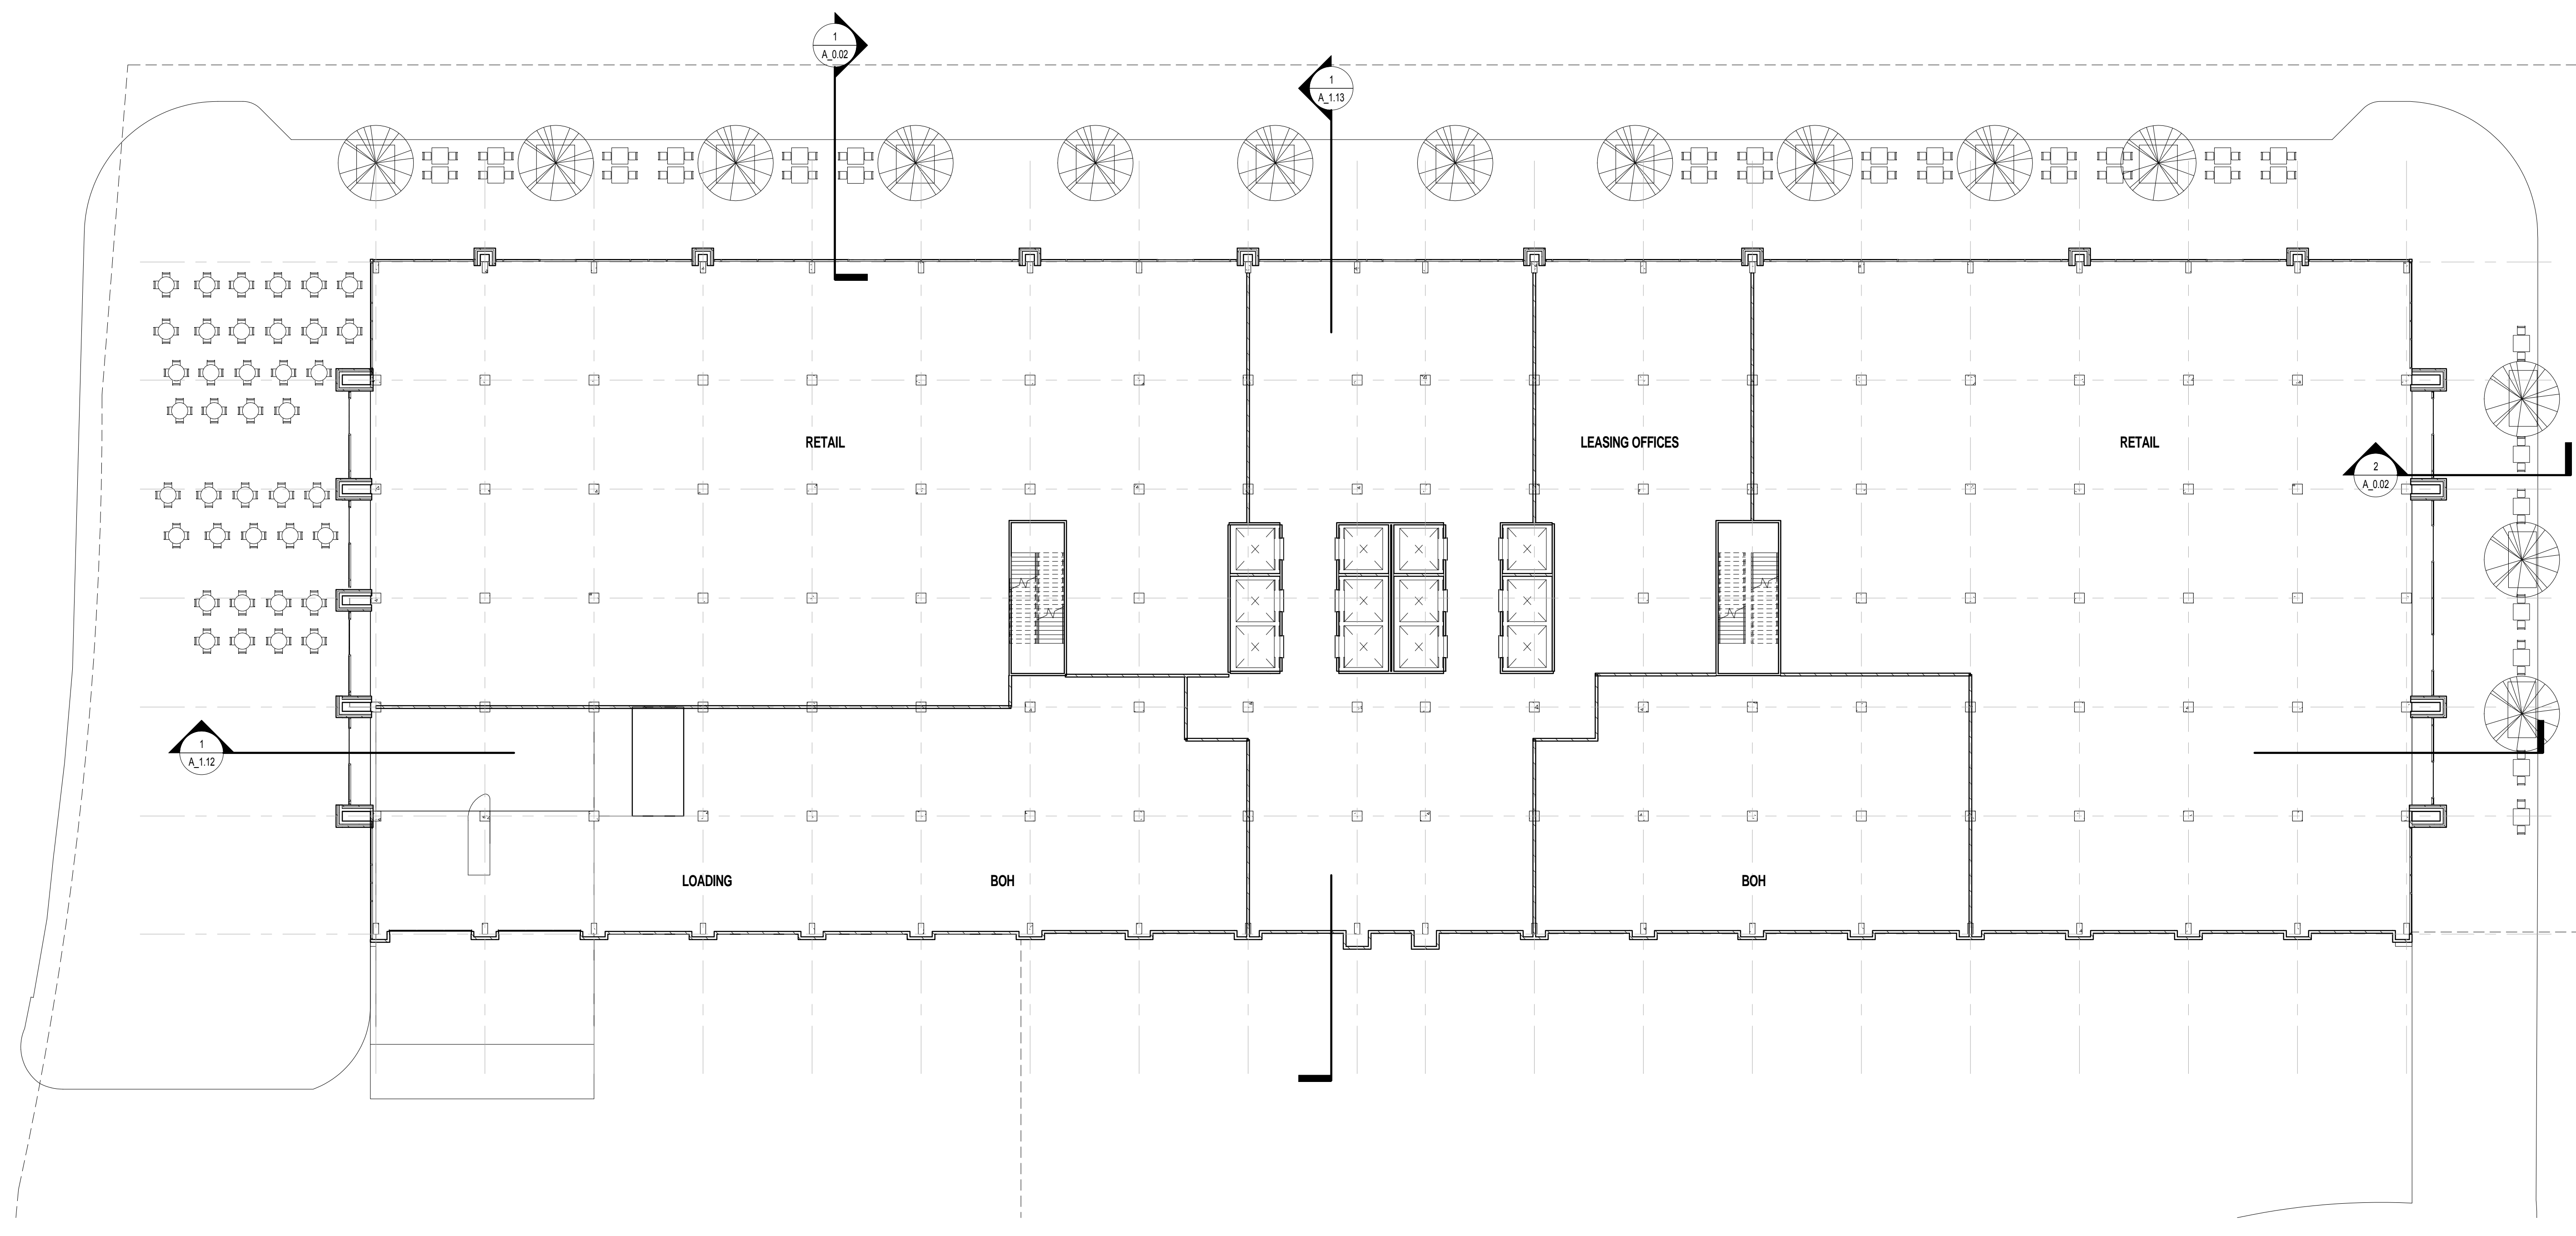 1
A_0.02
1
A_1.13
RETAIL
LEASING OFFICES
RETAIL
2
A_0.02
1
A_1.12
LOADING
BOH
BOH